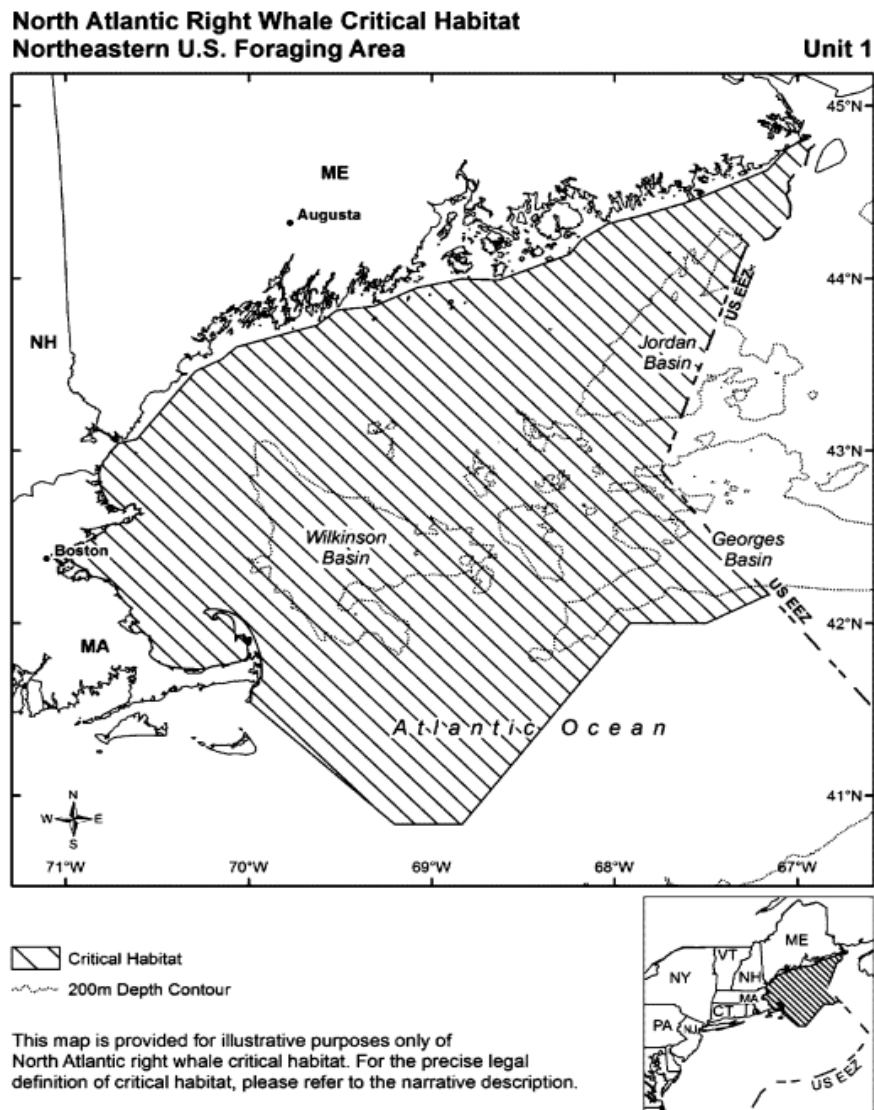 North Atlantic Right Whale Critical Habitat
Northeastern U.S. Foraging Area
Unit 1
45°N
ME
Augusta
44°N
US EEZ
NH
Jordan
Basin
43°N
Wilkinson
Basin
Georges
Basin
Boston
US EEZ
42°N
MA
Atlantic Ocean
N
W E
S
41°N
71°W 70°W 69°W 68°W 67°W
Critical Habitat
200m Depth Contour
This map is provided for illustrative purposes only of
North Atlantic right whale critical habitat. For the precise legal
definition of critical habitat, please refer to the narrative description.
ME
VT
NY
NH
MA
CT
PA
NJ
US EEZ